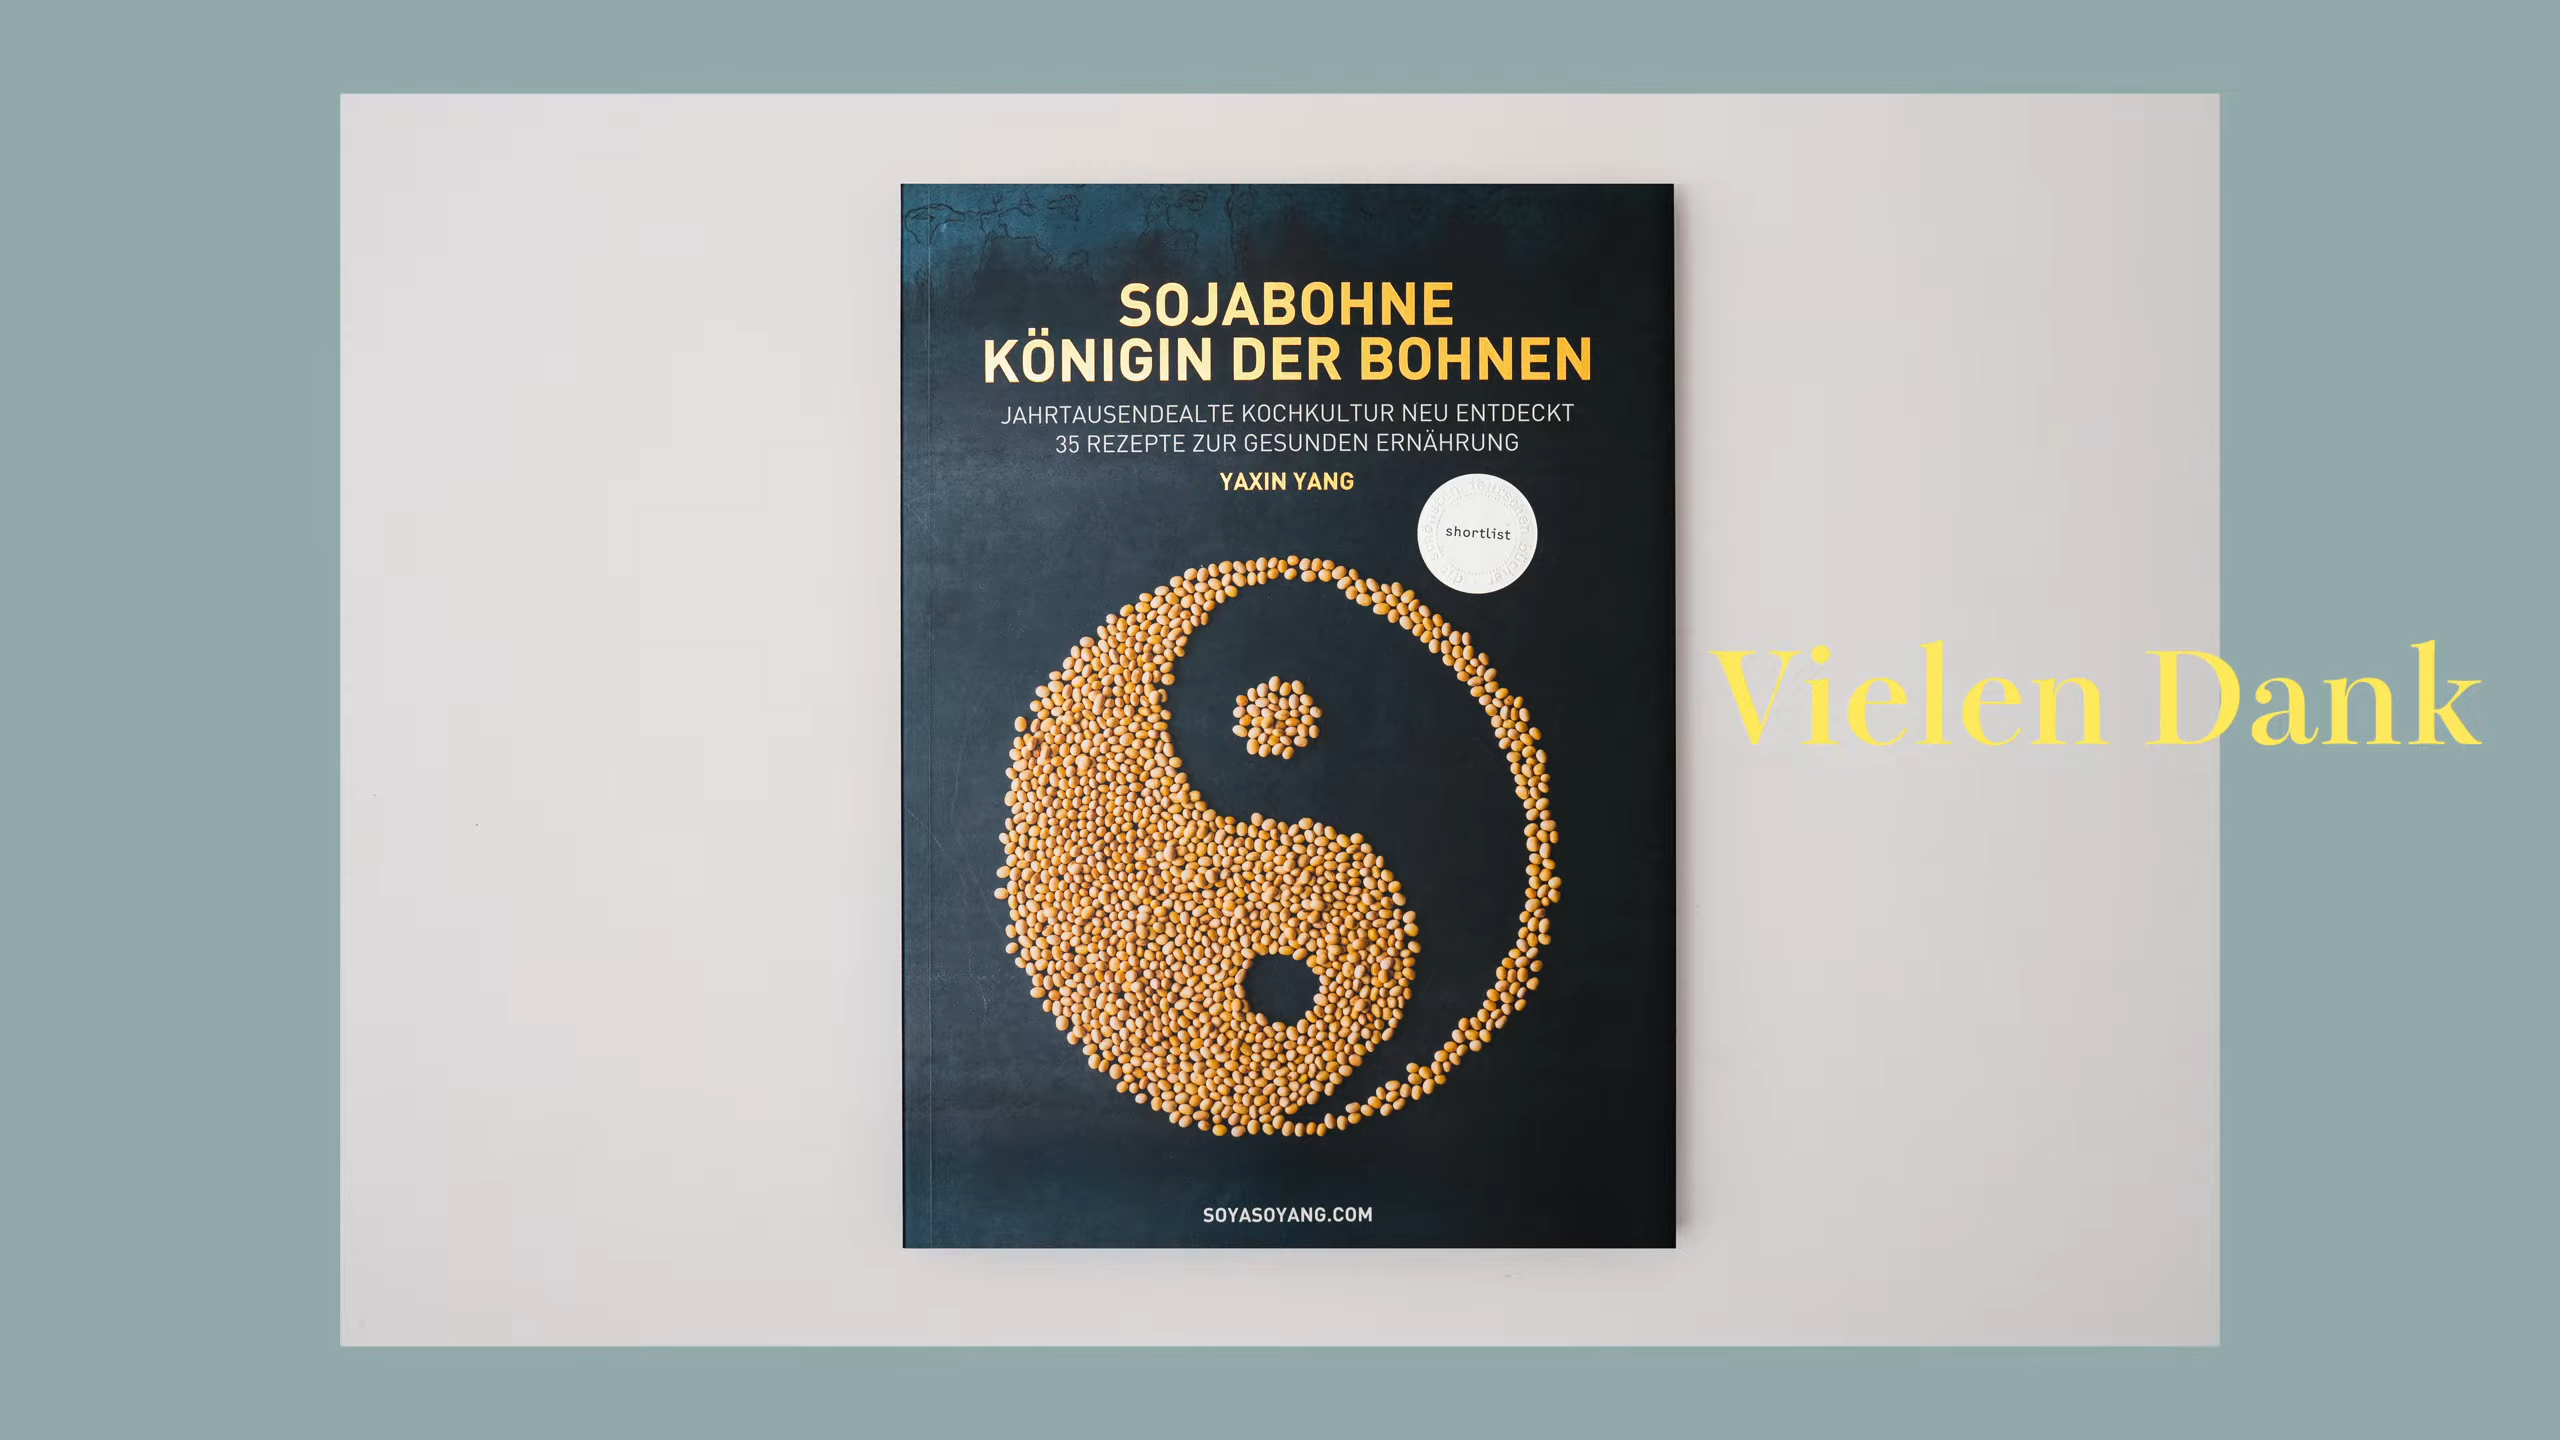 SOJABOHNE
KÖNIGIN DER BOHNEN
JAHRTAUSENDEALTE KOCHKULTUR NEU ENTDECKT
35 REZEPTE ZUR GESUNDEN ERNÄHRUNG
YAXIN YANG
shortlist
Vielen Dank
SOYASOYANG.COM